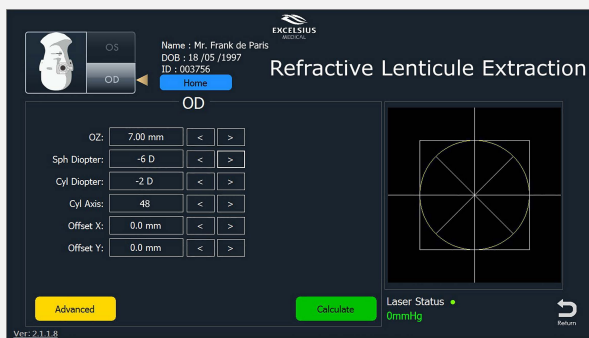 EXCELSIUS
MEDICAL
OS
OD
Name : Mr. Frank de Paris
DOB : 18 /05 /1997
ID : 003756
Home
Refractive Lenticule Extraction
OD
OZ: 7.00 mm < >
Sph Diopter: -6 D < >
Cyl Diopter: -2 D < >
Cyl Axis: 48 < >
Offset X: 0.0 mm < >
Offset Y: 0.0 mm < >
Advanced
Calculate
Laser Status
0mmHg
Return
Ver: 2.1.1.8